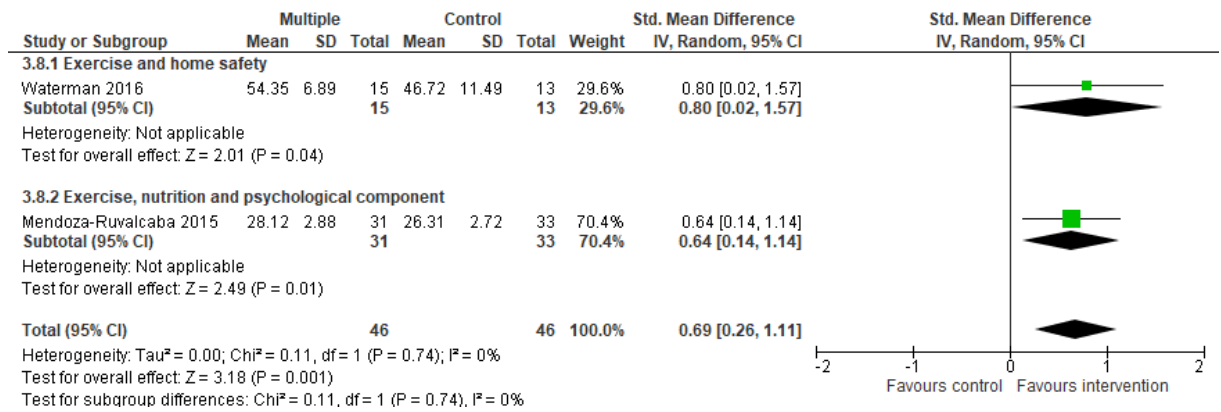 Multiple Control Std. Mean Difference Std. Mean Difference
Study or Subgroup Mean SD Total Mean SD Total Weight IV, Random, 95% CI IV, Random, 95% CI
3.8.1 Exercise and home safety
Waterman 2016 54.35 6.89 15 46.72 11.49 13 29.6% 0.80 [0.02, 1.57]
Subtotal (95% CI) 15 13 29.6% 0.80 [0.02, 1.57]
Heterogeneity: Not applicable
Test for overall effect: Z = 2.01 (P = 0.04)
3.8.2 Exercise, nutrition and psychological component
Mendoza-Ruvalcaba 2015 28.12 2.88 31 26.31 2.72 33 70.4% 0.64 [0.14, 1.14]
Subtotal (95% CI) 31 33 70.4% 0.64 [0.14, 1.14]
Heterogeneity: Not applicable
Test for overall effect: Z = 2.49 (P = 0.01)
Total (95% CI) 46 46 100.0% 0.69 [0.26, 1.11]
Heterogeneity: Tau² = 0.00; Chi² = 0.11, df = 1 (P = 0.74); I² = 0%
Test for overall effect: Z = 3.18 (P = 0.001)
Test for subgroup differences: Chi² = 0.11, df = 1 (P = 0.74), I² = 0%
-2 -1 0 1 2
Favours control Favours intervention